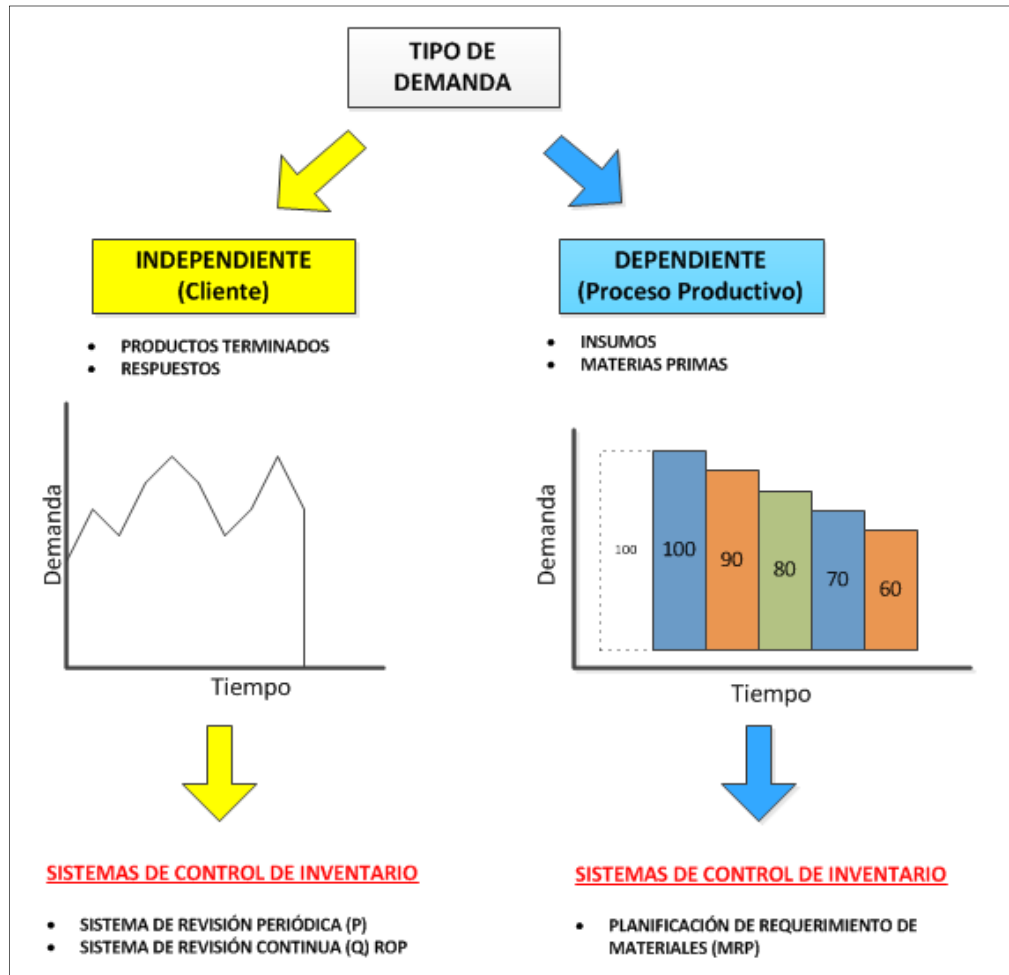 TIPO DE
DEMANDA
INDEPENDIENTE
(Cliente)
• PRODUCTOS TERMINADOS
• RESPUESTOS
Demanda
Tiempo
SISTEMAS DE CONTROL DE INVENTARIO
• SISTEMA DE REVISIÓN PERIÓDICA (P)
• SISTEMA DE REVISIÓN CONTINUA (Q) ROP
DEPENDIENTE
(Proceso Productivo)
• INSUMOS
• MATERIAS PRIMAS
Demanda
100
100
90
80
70
60
Tiempo
SISTEMAS DE CONTROL DE INVENTARIO
• PLANIFICACIÓN DE REQUERIMIENTO DE
MATERIALES (MRP)